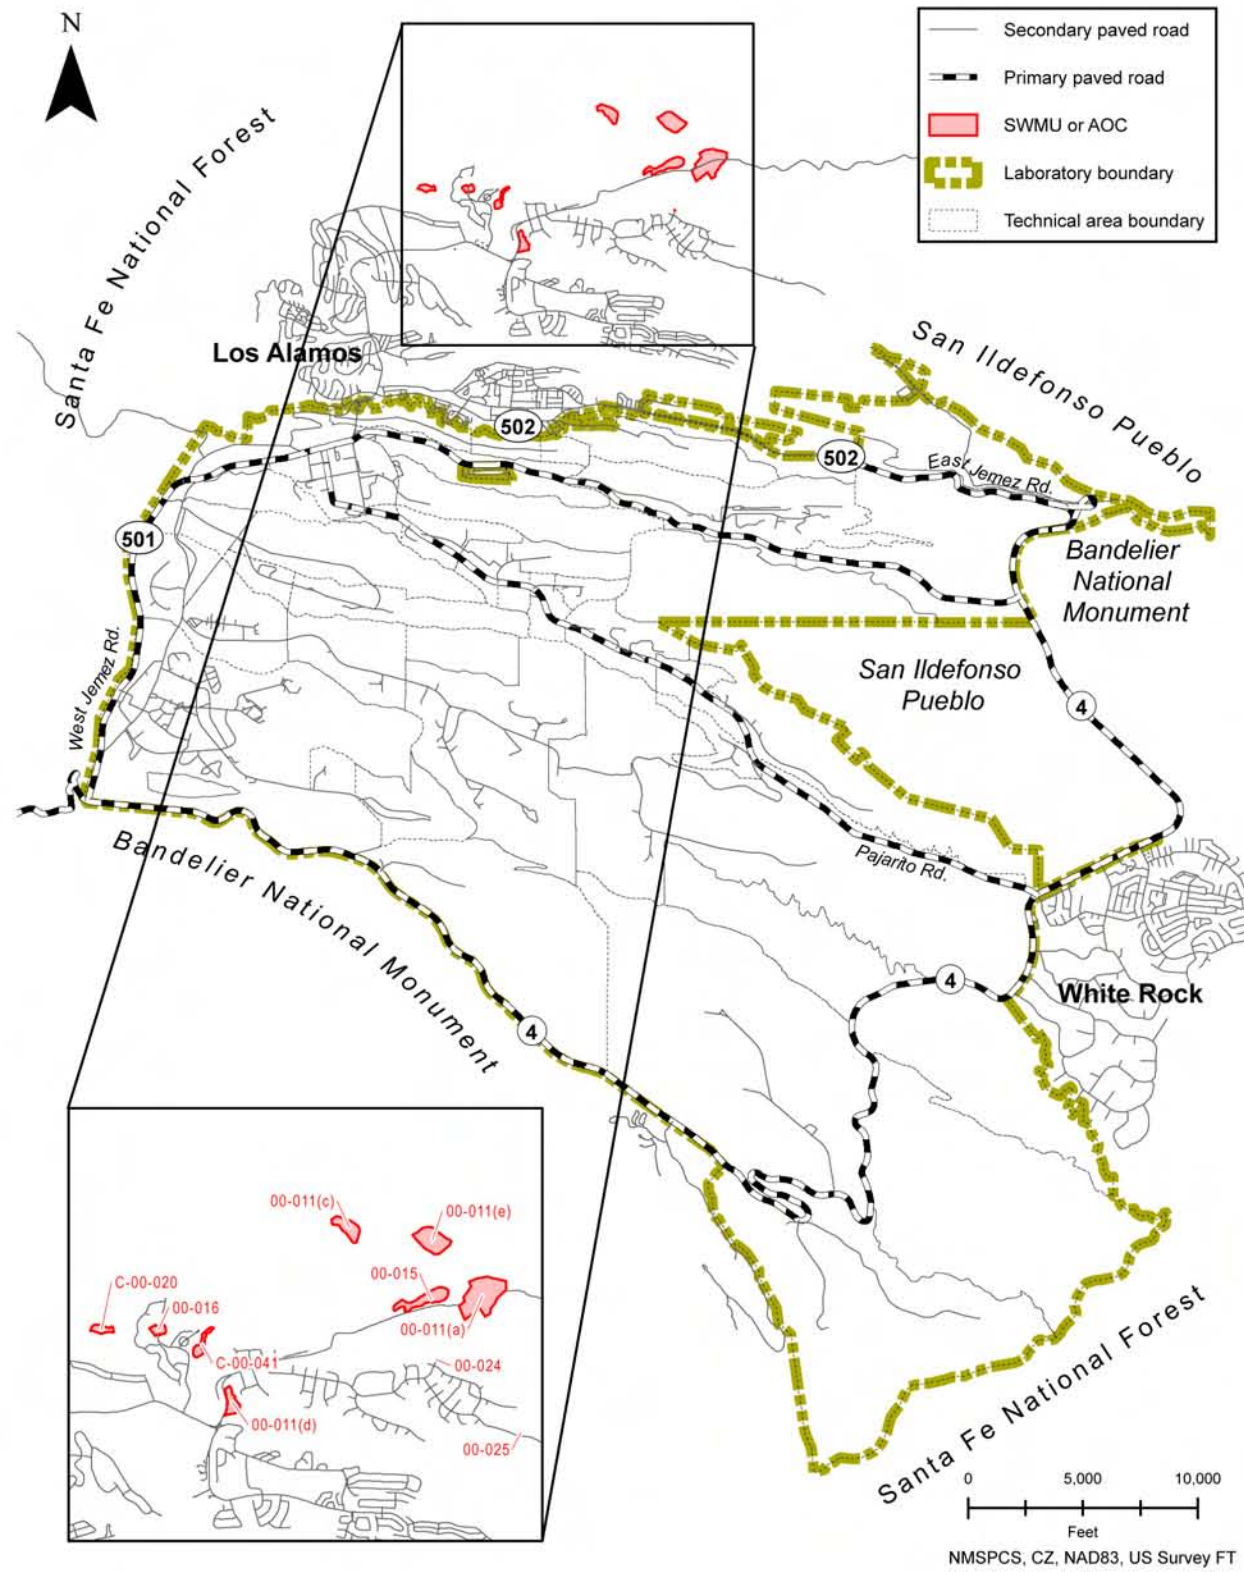 N
Secondary paved road
Primary paved road
SWMU or AOC
Laboratory boundary
Technical area boundary
Santa Fe National Forest
Los Alamos
San Ildefonso Pueblo
502
502
East Jemez Rd.
501
Bandelier
National
Monument
West Jemez Rd.
San Ildefonso
Pueblo
4
Bandelier National Monument
Pajarito Rd.
4
White Rock
4
00-011(c)
00-011(e)
00-015
C-00-020
00-016
00-011(a)
C-00-041
00-024
00-011(d)
00-025
Santa Fe National Forest
0
5,000
10,000
Feet
NMSPCS, CZ, NAD83, US Survey FT